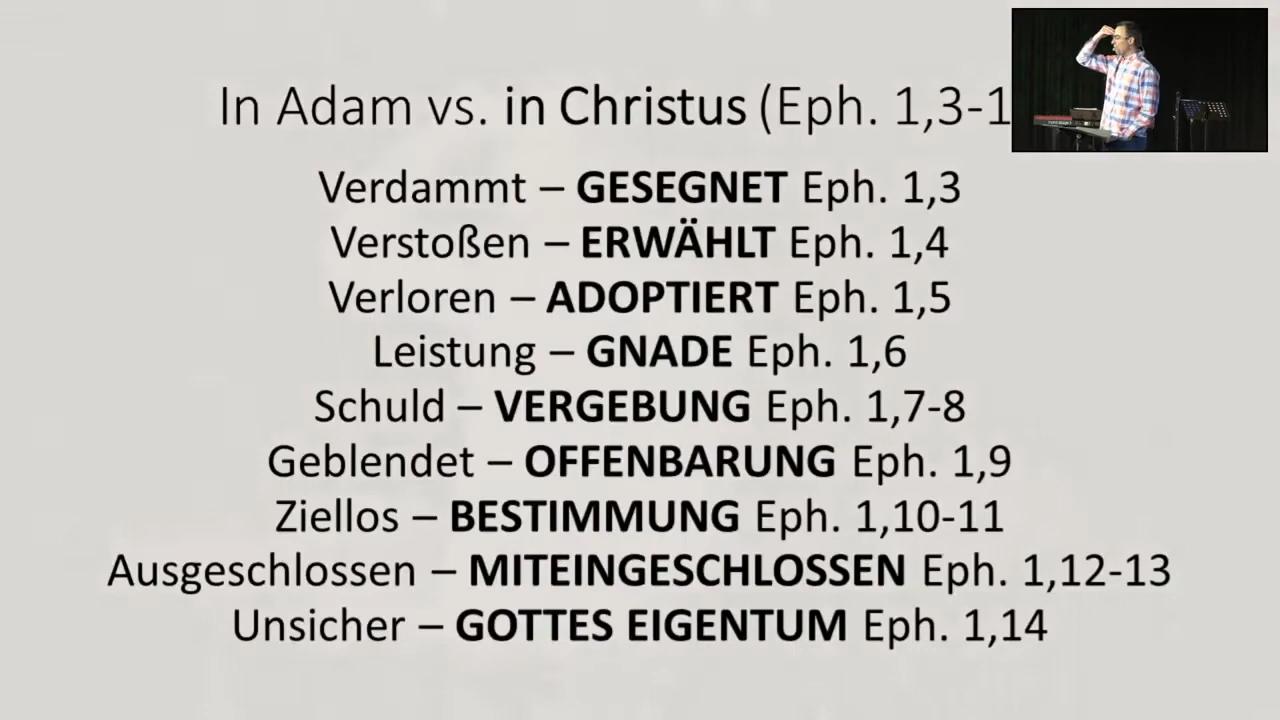 In Adam vs. in Christus (Eph. 1,3-1
Verdammt – GESEGNET Eph. 1,3
Verstoßen – ERWÄHLT Eph. 1,4
Verloren – ADOPTIERT Eph. 1,5
Leistung – GNADE Eph. 1,6
Schuld – VERGEBUNG Eph. 1,7-8
Geblendet – OFFENBARUNG Eph. 1,9
Ziellos – BESTIMMUNG Eph. 1,10-11
Ausgeschlossen – MITEINGESCHLOSSEN Eph. 1,12-13
Unsicher – GOTTES EIGENTUM Eph. 1,14